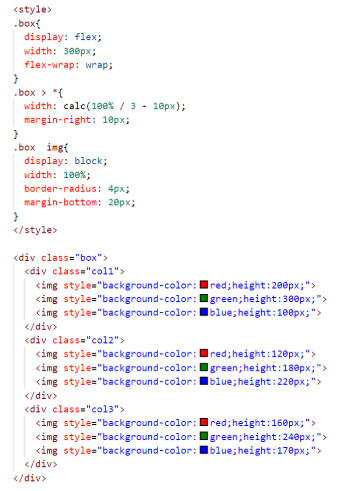 <style>
.box{
  display: flex;
  width: 300px;
  flex-wrap: wrap;
}
.box > *{
  width: calc(100% / 3 - 10px);
  margin-right: 10px;
}
.box  img{
  display: block;
  width: 100%;
  border-radius: 4px;
  margin-bottom: 20px;
}
</style>

<div class="box">
  <div class="col1">
    <img style="background-color:red;height:200px;">
    <img style="background-color:green;height:300px;">
    <img style="background-color:blue;height:100px;">
  </div>
  <div class="col2">
    <img style="background-color:red;height:120px;">
    <img style="background-color:green;height:180px;">
    <img style="background-color:blue;height:220px;">
  </div>
  <div class="col3">
    <img style="background-color:red;height:160px;">
    <img style="background-color:green;height:240px;">
    <img style="background-color:blue;height:170px;">
  </div>
</div>